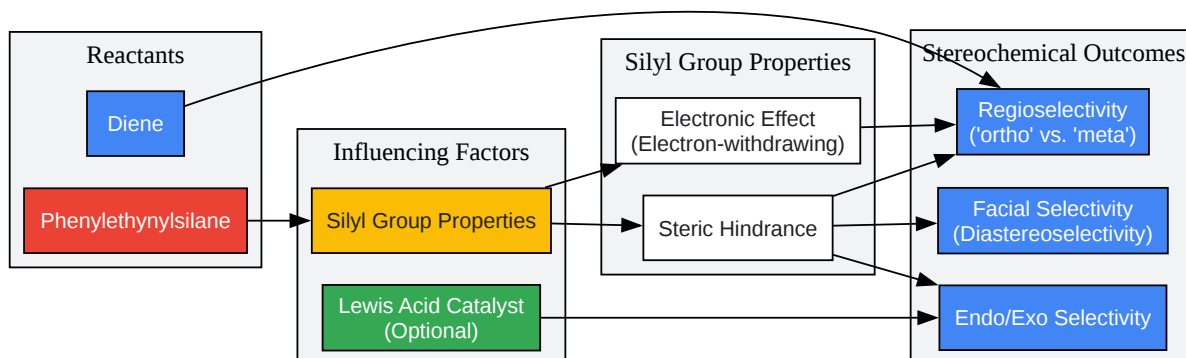 Reactants
Diene
Phenylethynylsilane
Influencing Factors
Silyl Group Properties
Lewis Acid Catalyst
(Optional)
Silyl Group Properties
Electronic Effect
(Electron-withdrawing)
Steric Hindrance
Stereochemical Outcomes
Regioselectivity
('ortho' vs. 'meta')
Facial Selectivity
(Diastereoselectivity)
Endo/Exo Selectivity